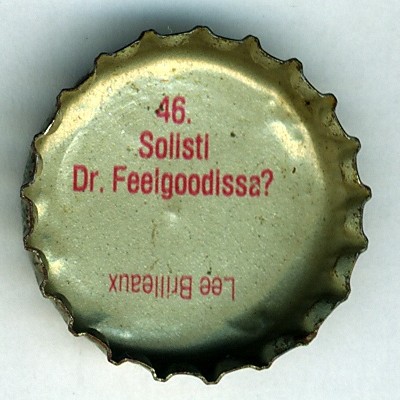 46.
Solisti
Dr. Feelgoodissa?
Lee Brilleaux